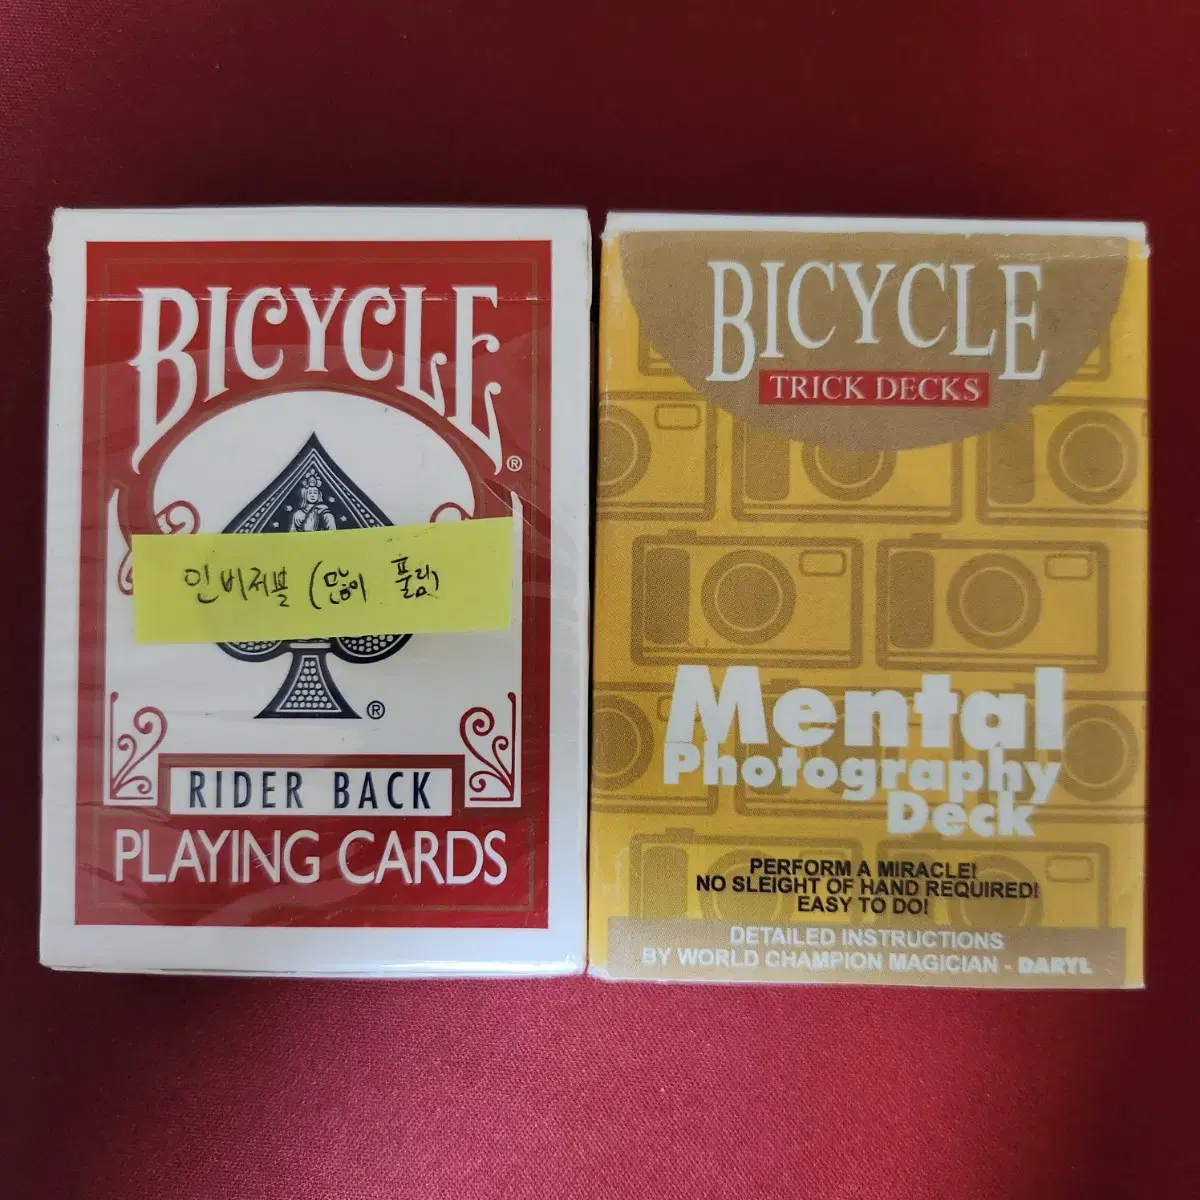 BICYCLE
®
인비저블 (많이 풀림)
®
RIDER BACK
PLAYING CARDS
BICYCLE
TRICK DECKS
Mental
Photography
Deck
PERFORM A MIRACLE!
NO SLEIGHT OF HAND REQUIRED!
EASY TO DO!
DETAILED INSTRUCTIONS
BY WORLD CHAMPION MAGICIAN - DARYL